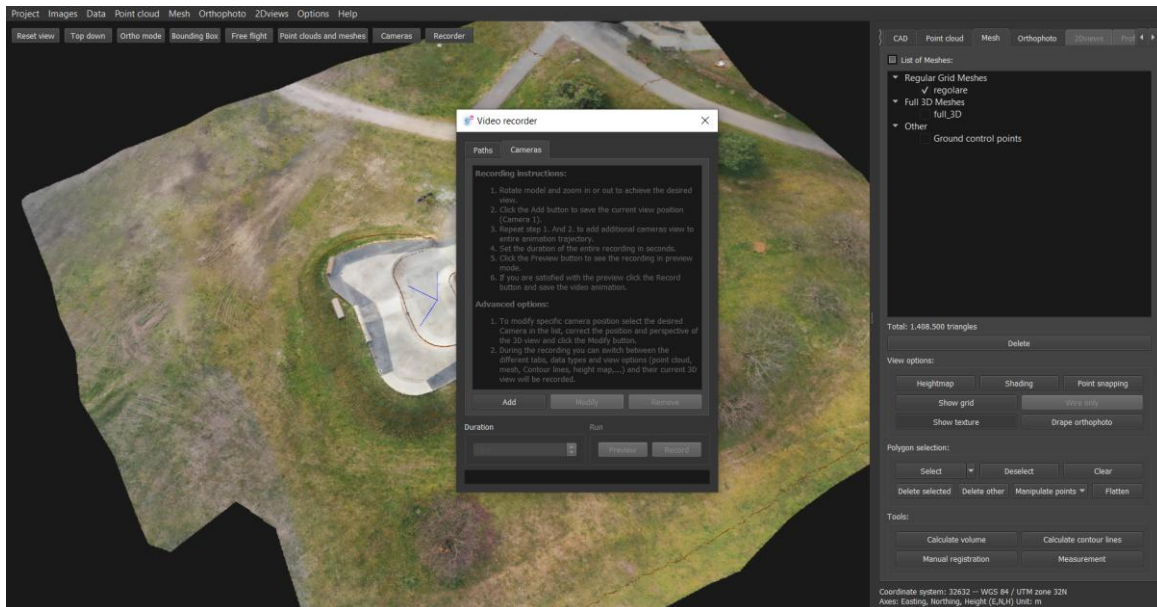 Project Images Data Point cloud Mesh Orthophoto 2Dviews Options Help
Reset view Top down Ortho mode Bounding Box Free flight Point clouds and meshes Cameras Recorder
CAD Point cloud Mesh Orthophoto 2Dviews Prof
List of Meshes:
Regular Grid Meshes
regolare
Full 3D Meshes
full_3D
Other
Ground control points
Video recorder
Paths Cameras
Recording instructions:
1. Rotate model and zoom in or out to achieve the desired
view.
2. Click the Add button to save the current view position
(Camera 1).
3. Repeat step 1. And 2. to add additional cameras view to
entire animation trajectory.
4. Set the duration of the entire recording in seconds.
5. Click the Preview button to see the recording in preview
mode.
6. If you are satisfied with the preview click the Record
button and save the video animation.
Advanced options:
1. To modify specific camera position select the desired
Camera in the list, correct the position and perspective of
the 3D view and click the Modify button.
2. During the recording you can switch between the
different tabs, data types and view options (point cloud,
mesh, Contour lines, height map,...) and their current 3D
view will be recorded.
Add Modify Remove
Duration Run
Preview Record
Total: 1.408.500 triangles
Delete
View options:
Heightmap Shading Point snapping
Show grid Wire only
Show texture Drape orthophoto
Polygon selection:
Select Deselect Clear
Delete selected Delete other Manipulate points Flatten
Tools:
Calculate volume Calculate contour lines
Manual registration Measurement
Coordinate system: 32632 -- WGS 84 / UTM zone 32N
Axes: Easting, Northing, Height (E,N,H) Unit: m